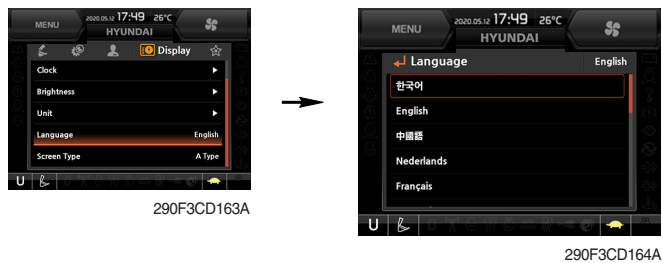 MENU
2020.05.12 17:49 26°C
HYUNDAI
Display
Clock
Brightness
Unit
Language English
Screen Type A Type
U
290F3CD163A
MENU
2020.05.12 17:49 26°C
HYUNDAI
Language English
한국어
English
中國語
Nederlands
Français
U
290F3CD164A